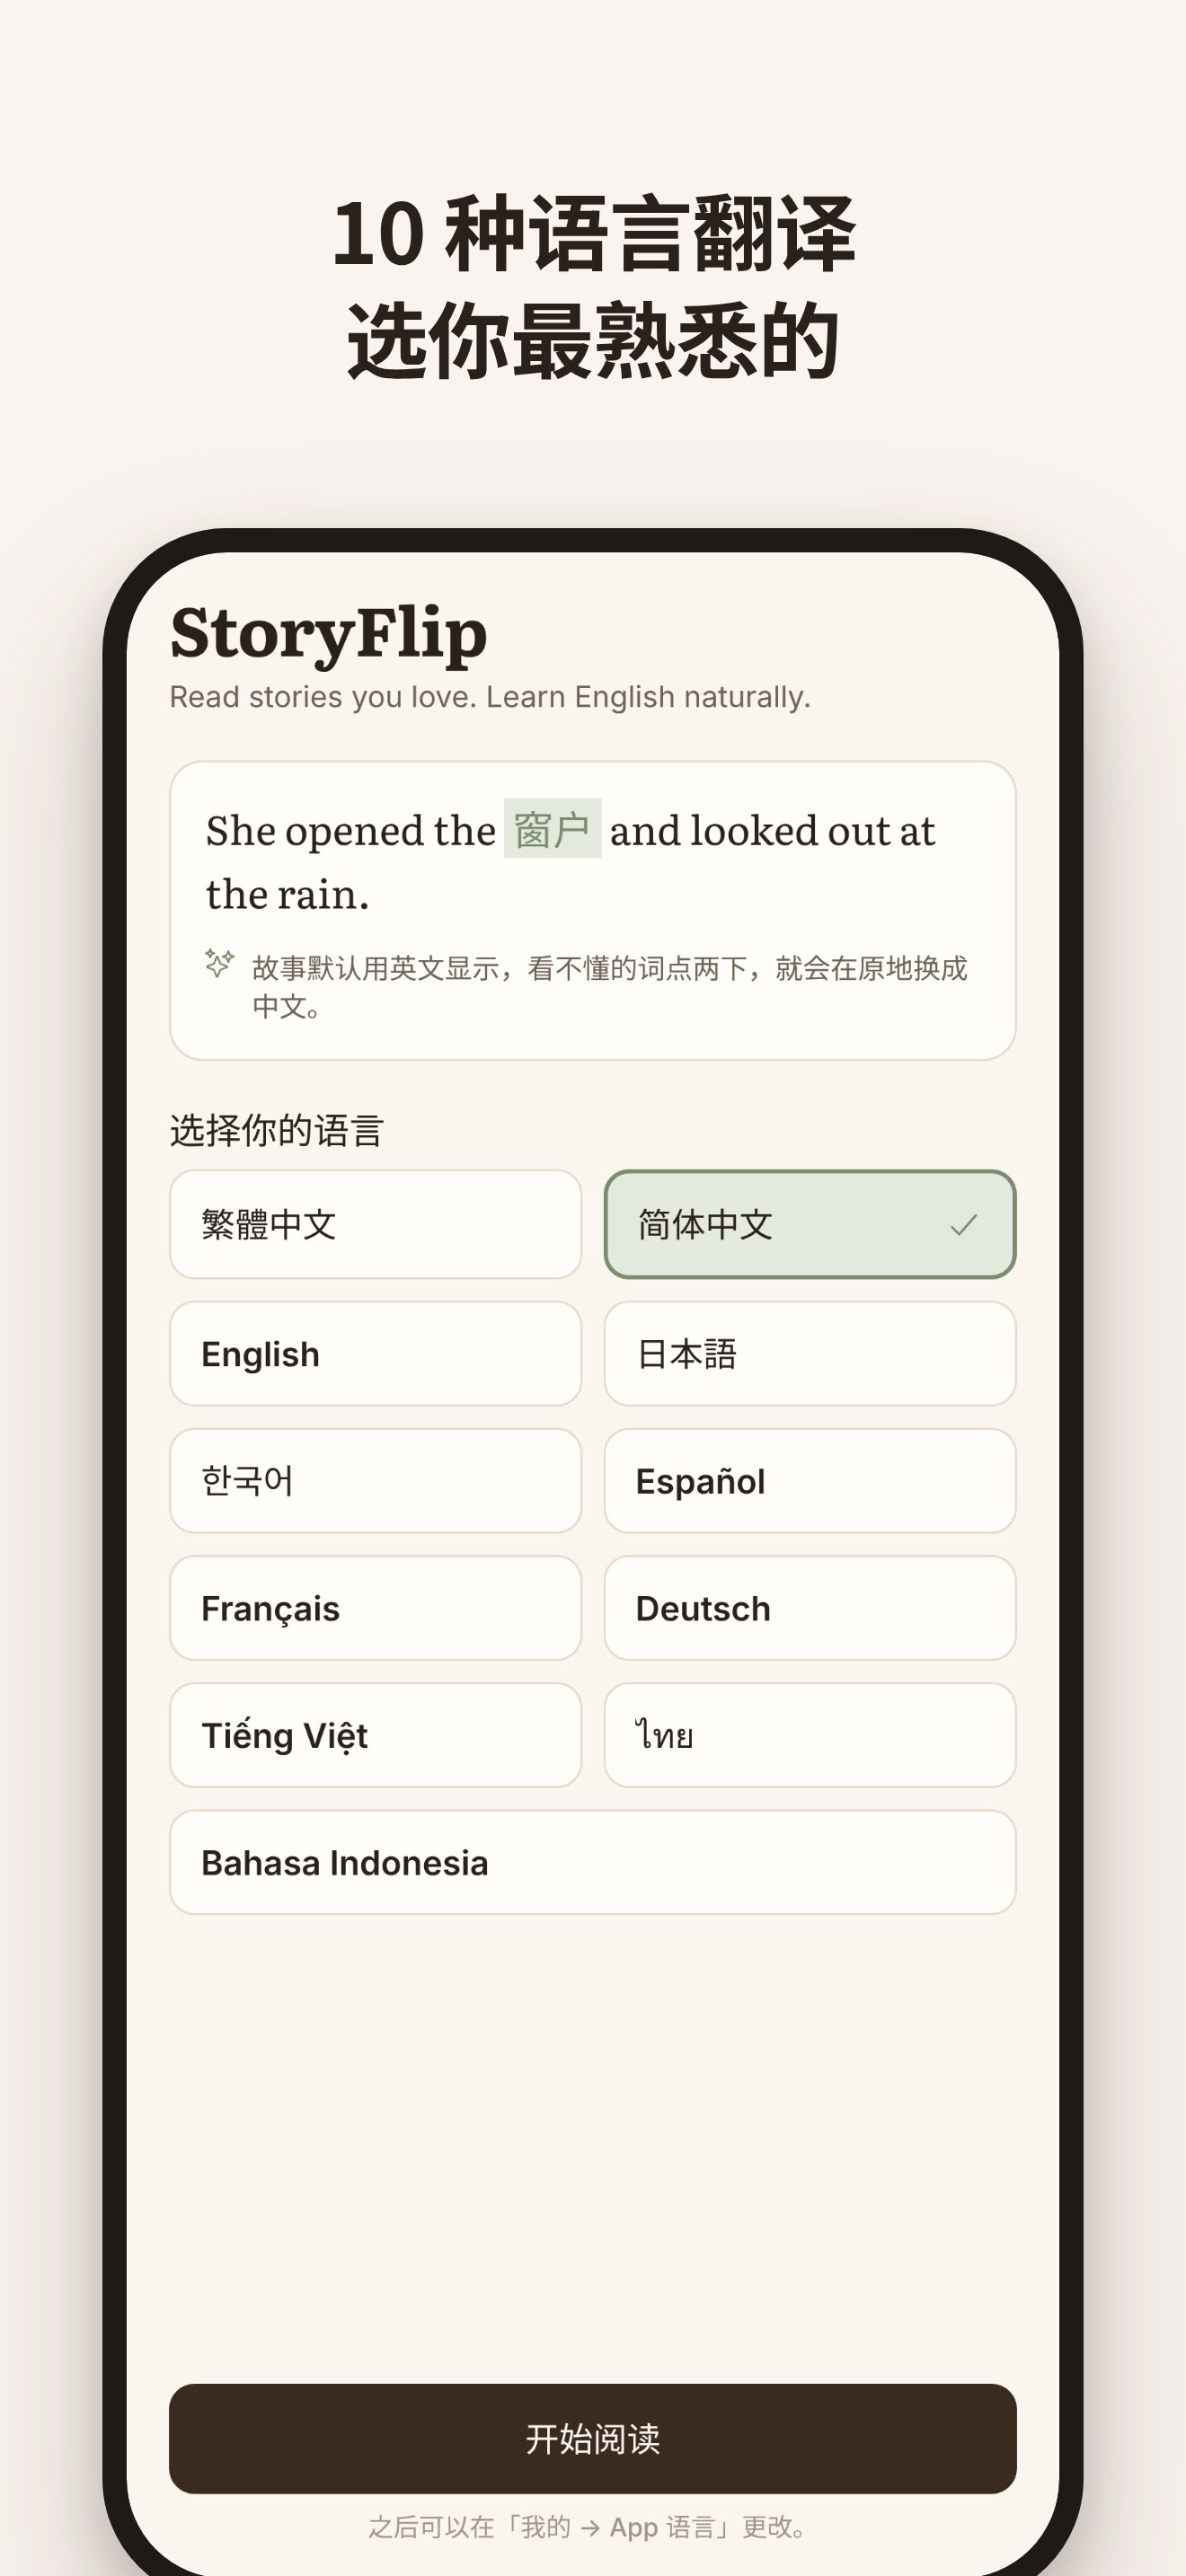 10 种语言翻译
选你最熟悉的
StoryFlip
Read stories you love. Learn English naturally.
She opened the 窗户 and looked out at
the rain.
故事默认用英文显示，看不懂的词点两下，就会在原地换成
中文。
选择你的语言
繁體中文
简体中文
English
日本語
한국어
Español
Français
Deutsch
Tiếng Việt
ไทย
Bahasa Indonesia
开始阅读
之后可以在「我的 → App 语言」更改。